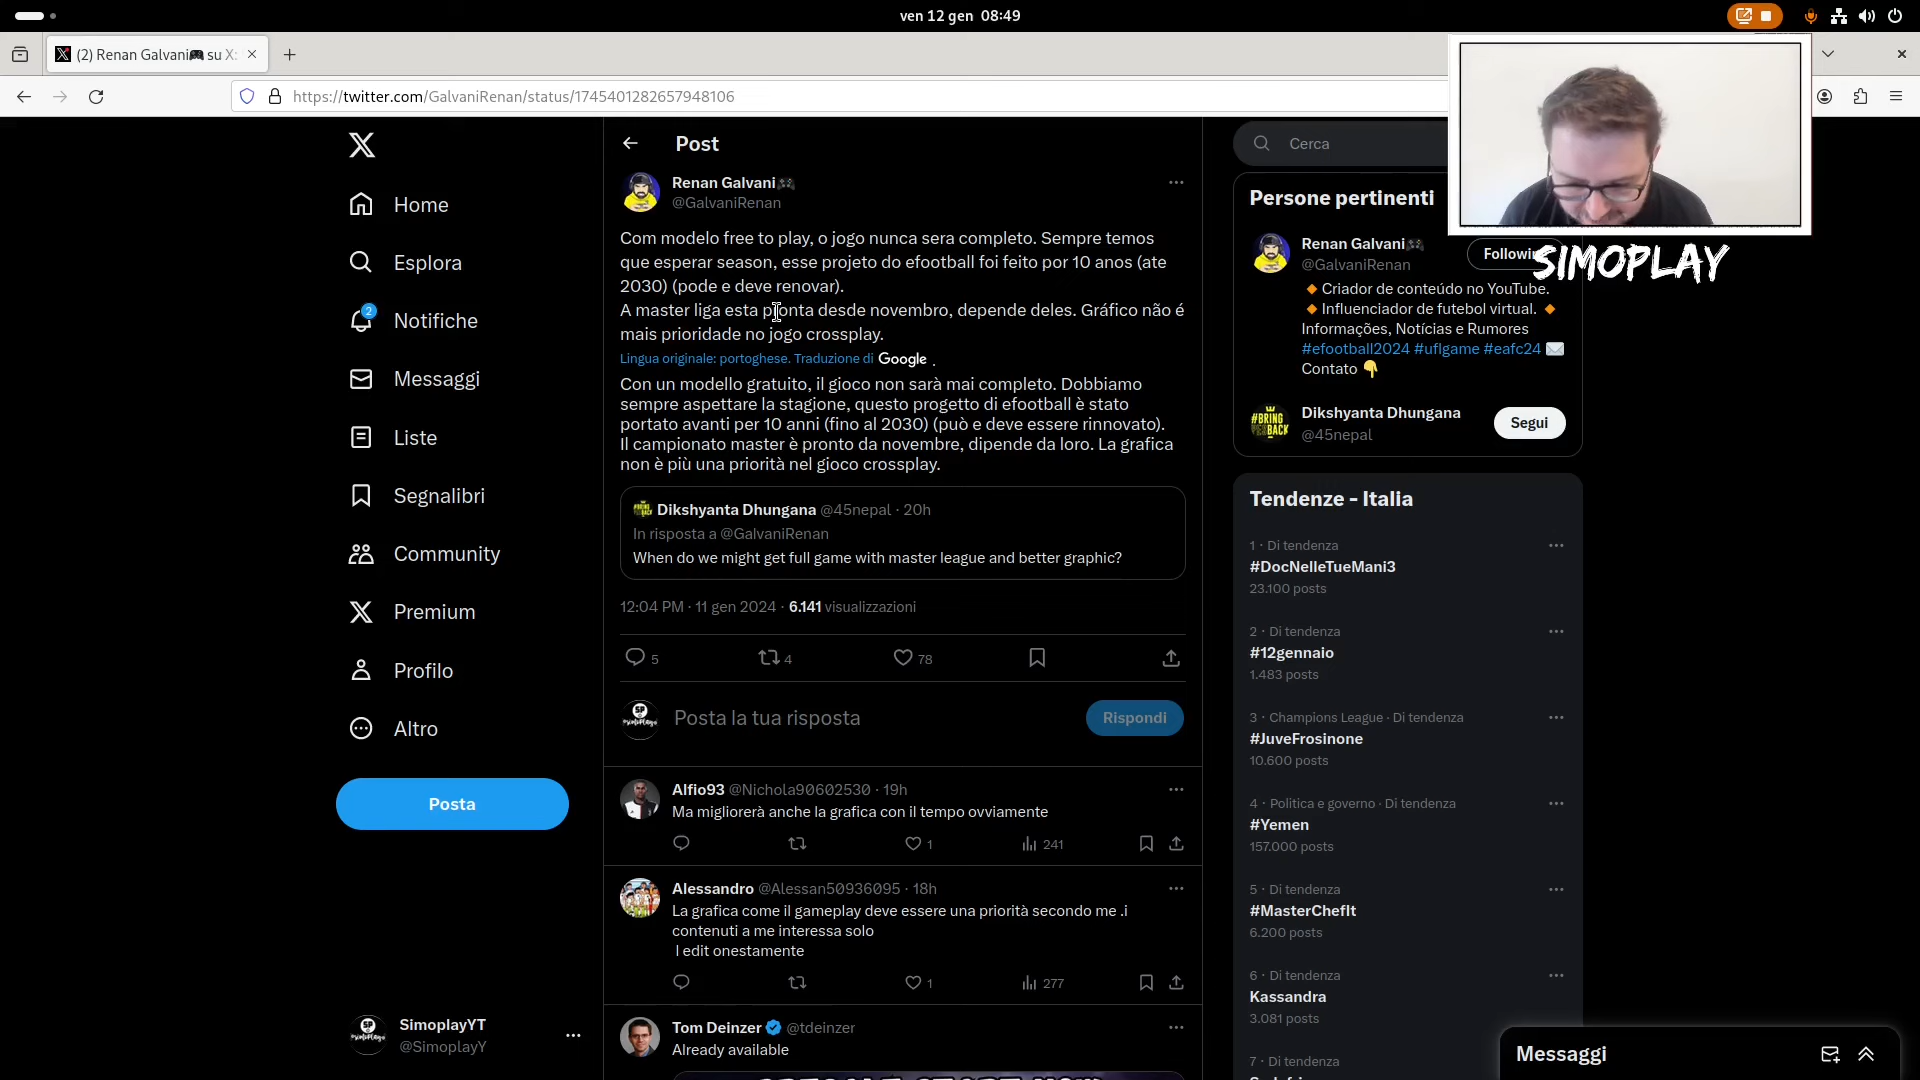 ven 12 gen 08:49
(2) Renan Galvani🎮 su X:
https://twitter.com/GalvaniRenan/status/1745401282657948106
Home
Esplora
2
Notifiche
Messaggi
Liste
Segnalibri
Community
Premium
Profilo
Altro
Posta
SimoplayYT
@SimoplayY
Post
Renan Galvani🎮
@GalvaniRenan
Com modelo free to play, o jogo nunca sera completo. Sempre temos
que esperar season, esse projeto do efootball foi feito por 10 anos (ate
2030) (pode e deve renovar).
A master liga esta pronta desde novembro, depende deles. Gráfico não é
mais prioridade no jogo crossplay.
Lingua originale: portoghese. Traduzione di Google .
Con un modello gratuito, il gioco non sarà mai completo. Dobbiamo
sempre aspettare la stagione, questo progetto di efootball è stato
portato avanti per 10 anni (fino al 2030) (può e deve essere rinnovato).
Il campionato master è pronto da novembre, dipende da loro. La grafica
non è più una priorità nel gioco crossplay.
Dikshyanta Dhungana @45nepal · 20h
In risposta a @GalvaniRenan
When do we might get full game with master league and better graphic?
12:04 PM · 11 gen 2024 · 6.141 visualizzazioni
5 4 78
Posta la tua risposta
Rispondi
Alfio93 @Nichola90602530 · 19h
Ma migliorerà anche la grafica con il tempo ovviamente
1 241
Alessandro @Alessan50936095 · 18h
La grafica come il gameplay deve essere una priorità secondo me .i
contenuti a me interessa solo
I edit onestamente
1 277
Tom Deinzer @tdeinzer
Already available
Cerca
SIMOPLAY
Persone pertinenti
Renan Galvani🎮
@GalvaniRenan
Followin
🔸Criador de conteúdo no YouTube.
🔸Influenciador de futebol virtual. 🔸
Informações, Notícias e Rumores
#efootball2024 #uflgame #eafc24 ✉️
Contato 👇
Dikshyanta Dhungana
@45nepal
Segui
Tendenze - Italia
1 · Di tendenza
#DocNelleTueMani3
23.100 posts
2 · Di tendenza
#12gennaio
1.483 posts
3 · Champions League · Di tendenza
#JuveFrosinone
10.600 posts
4 · Politica e governo · Di tendenza
#Yemen
157.000 posts
5 · Di tendenza
#MasterChefIt
6.200 posts
6 · Di tendenza
Kassandra
3.081 posts
7 · Di tendenza
Messaggi